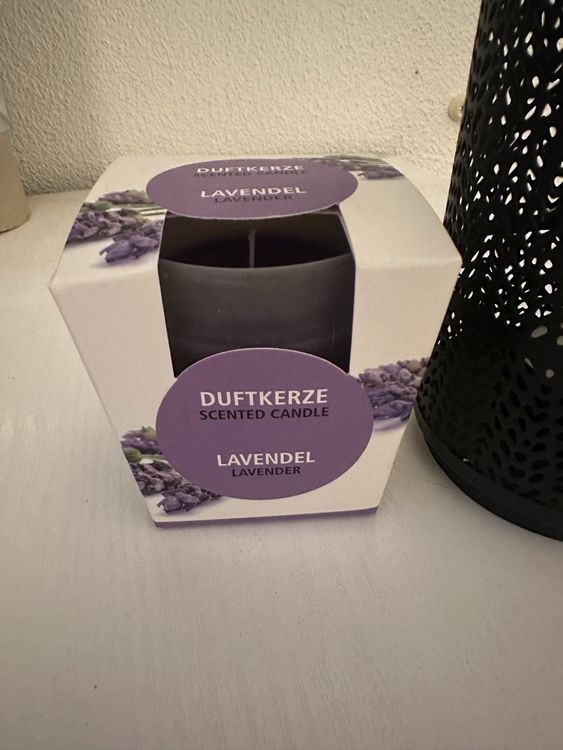 DUFTKERZE
SCENTED CANDLE
LAVENDEL
LAVENDER
DUFTKERZE
SCENTED CANDLE
LAVENDEL
LAVENDER